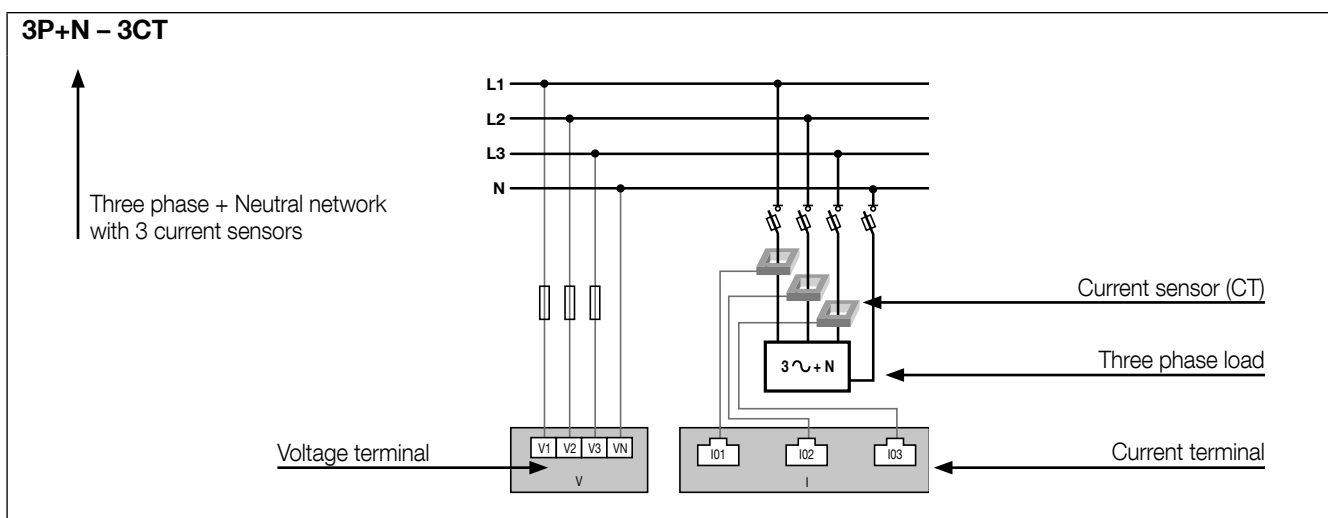 3P+N – 3CT
L1
L2
L3
N
Three phase + Neutral network
with 3 current sensors
Current sensor (CT)
3 ∿ + N
Three phase load
Voltage terminal
V1 V2 V3 VN
V
I01 I02 I03
I
Current terminal